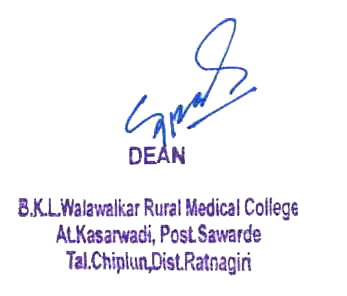 DEAN
B.K.L.Walawalkar Rural Medical College
At.Kasarwadi, Post.Sawarde
Tal.Chiplun,Dist.Ratnagiri